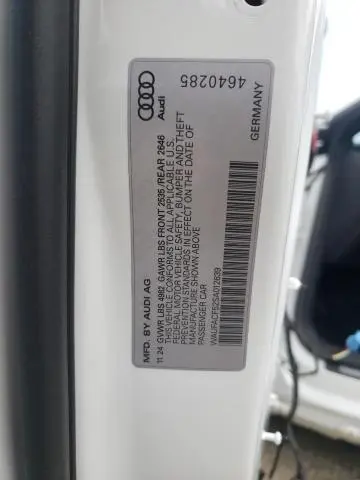 Audi
4640285
MFD. BY AUDI AG
11.24 GVWR LBS 4982 GAWR LBS FRONT 2535/REAR 2646
THIS VEHICLE CONFORMS TO ALL APPLICABLE U.S.
FEDERAL MOTOR VEHICLE SAFETY, BUMPER AND THEFT
PREVENTION STANDARDS IN EFFECT ON THE DATE OF
MANUFACTURE SHOWN ABOVE
PASSENGER CAR
WAUFACF52SA012639
GERMANY